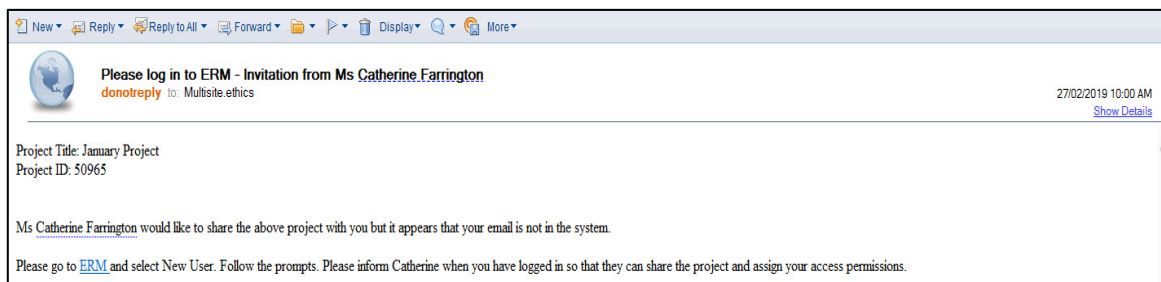 New Reply Reply to All Forward Display More
Please log in to ERM - Invitation from Ms Catherine Farrington
donotreply to: Multisite.ethics
27/02/2019 10:00 AM
Show Details
Project Title: January Project
Project ID: 50965
Ms Catherine Farrington would like to share the above project with you but it appears that your email is not in the system.
Please go to ERM and select New User. Follow the prompts. Please inform Catherine when you have logged in so that they can share the project and assign your access permissions.